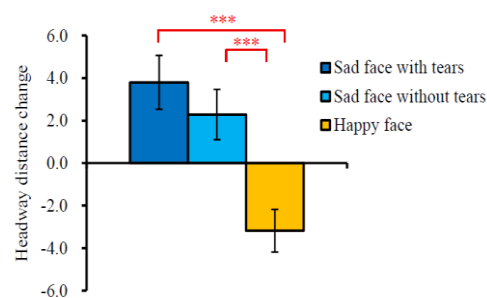 ***
***
6.0
4.0
2.0
0.0
-2.0
-4.0
-6.0
Headway distance change
Sad face with tears
Sad face without tears
Happy face